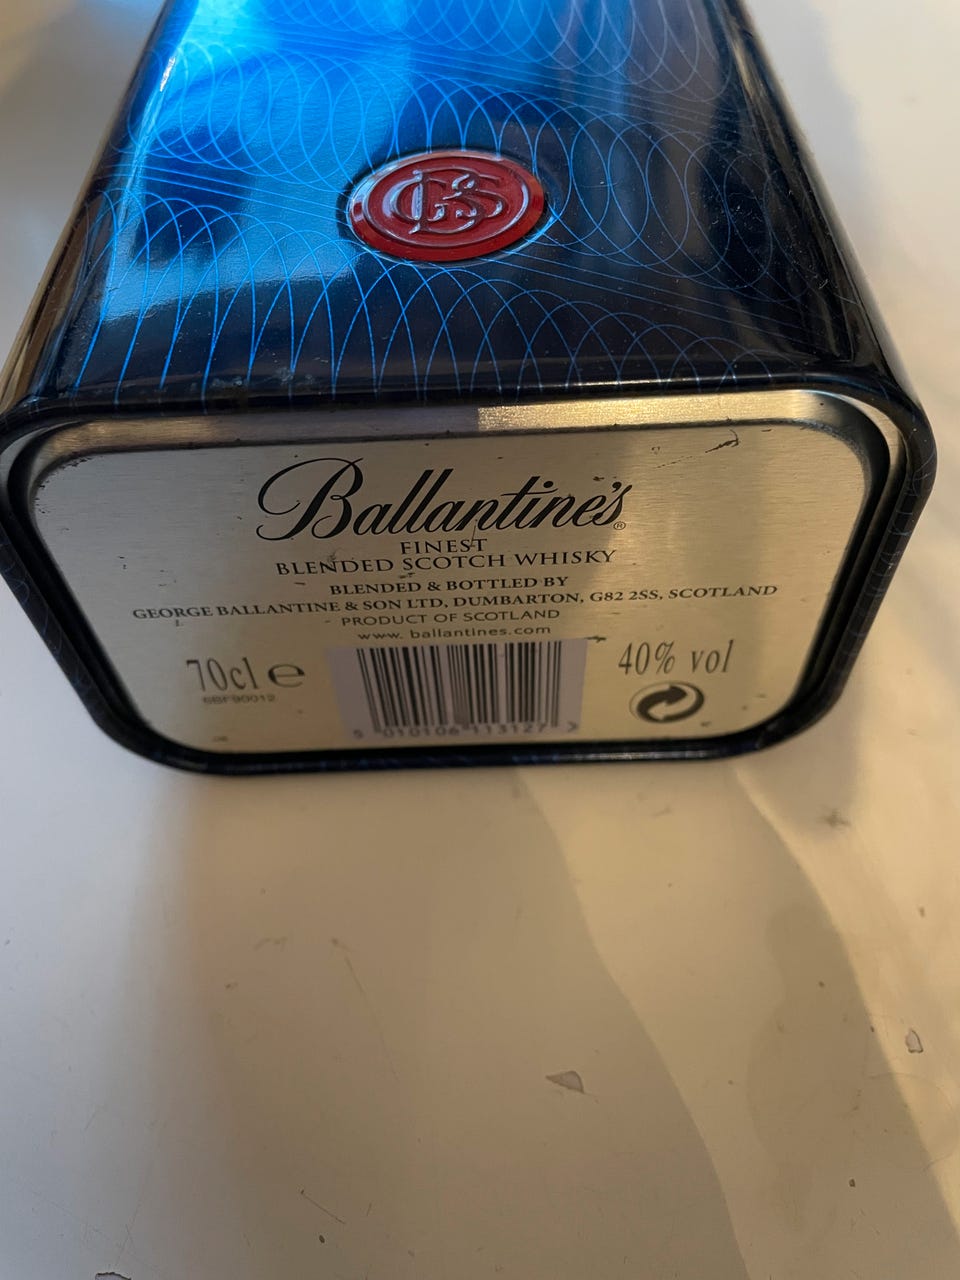 GB&S
Ballantine's®
FINEST
BLENDED SCOTCH WHISKY
BLENDED & BOTTLED BY
GEORGE BALLANTINE & SON LTD, DUMBARTON, G82 2SS, SCOTLAND
PRODUCT OF SCOTLAND
www. ballantines.com
70cl e 40% vol
6BF90012
5 010106 113127 >